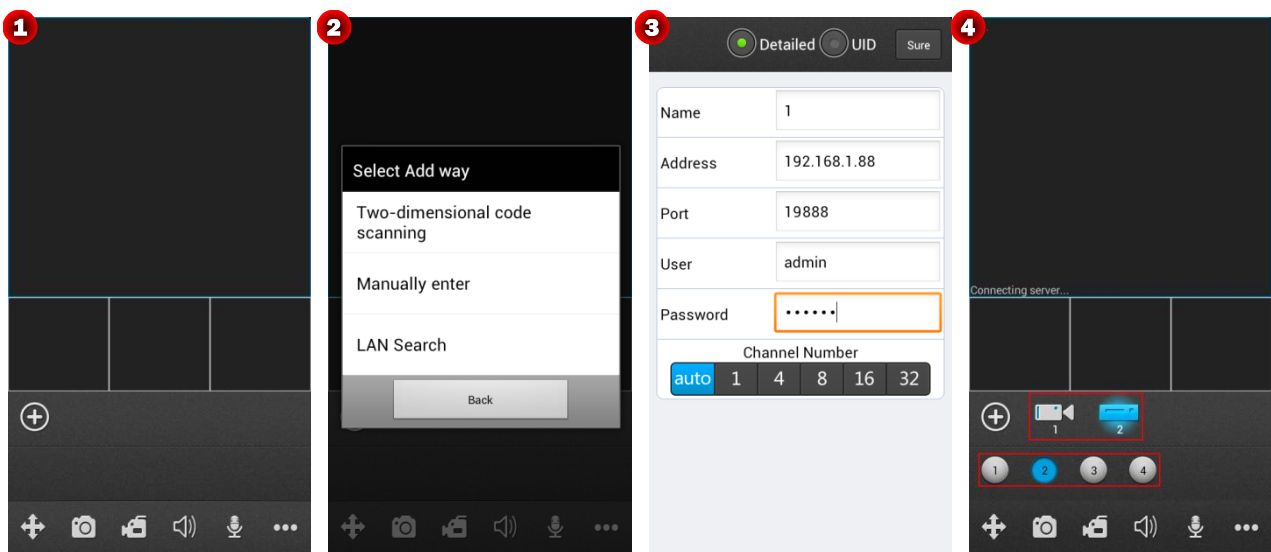 1
2
Select Add way
Two-dimensional code
scanning
Manually enter
LAN Search
Back
3
Detailed UID Sure
Name 1
Address 192.168.1.88
Port 19888
User admin
Password ••••••
Channel Number
auto 1 4 8 16 32
4
Connecting server...
1 2
1 2 3 4